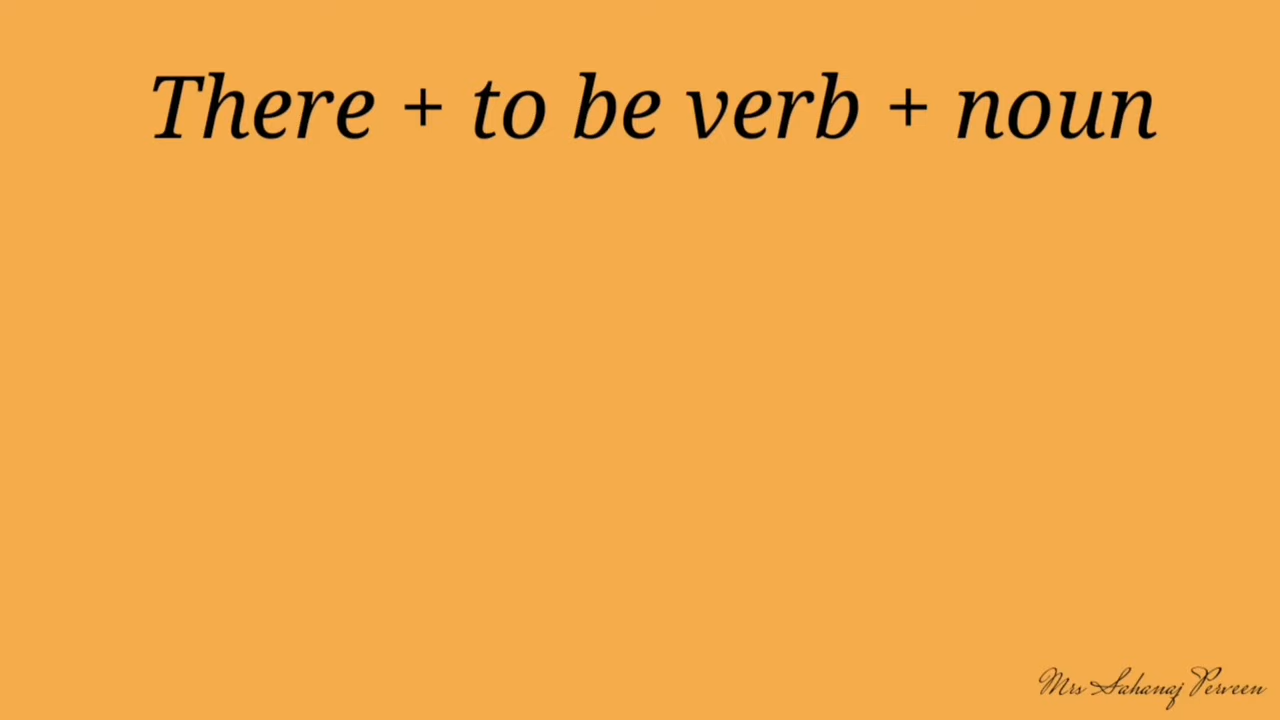 There + to be verb + noun
Mrs Sahanaj Perveen